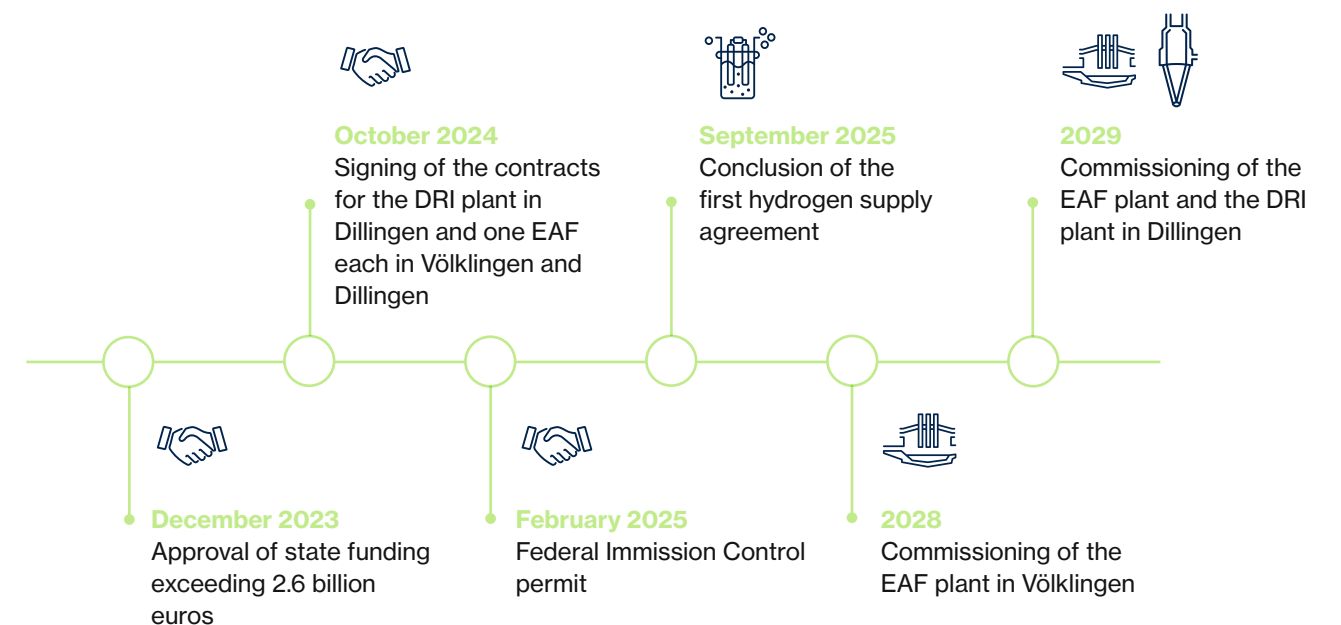 October 2024
Signing of the contracts
for the DRI plant in
Dillingen and one EAF
each in Völklingen and
Dillingen
September 2025
Conclusion of the
first hydrogen supply
agreement
2029
Commissioning of the
EAF plant and the DRI
plant in Dillingen
December 2023
Approval of state funding
exceeding 2.6 billion
euros
February 2025
Federal Immission Control
permit
2028
Commissioning of the
EAF plant in Völklingen